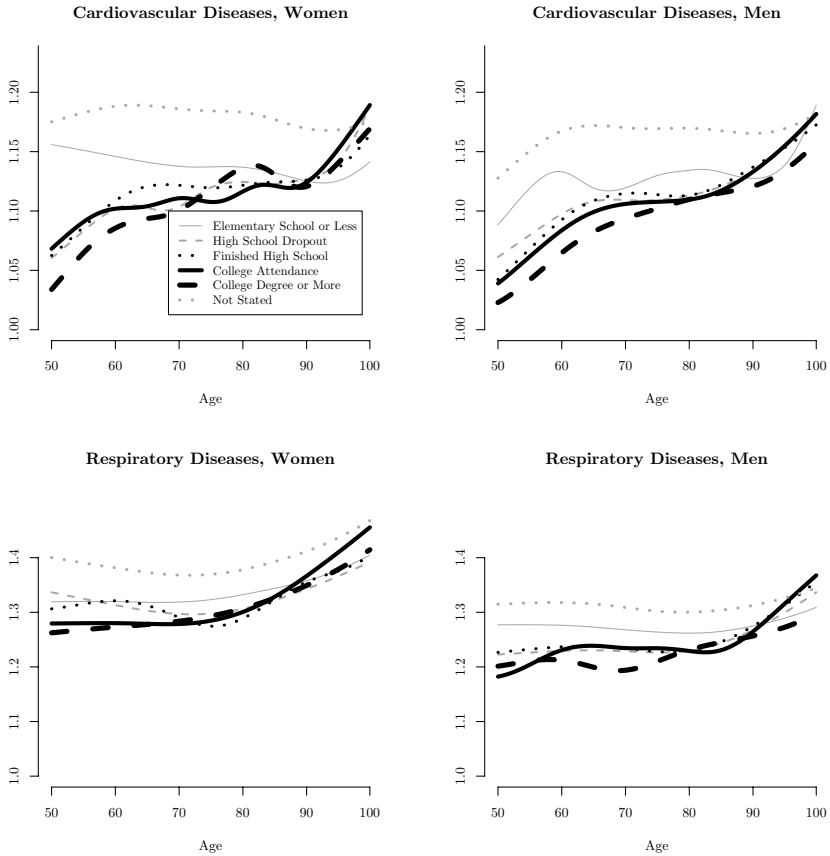 Cardiovascular Diseases, Women
1.00 1.05 1.10 1.15 1.20
Elementary School or Less
High School Dropout
Finished High School
College Attendance
College Degree or More
Not Stated
50 60 70 80 90 100
Age
Cardiovascular Diseases, Men
1.00 1.05 1.10 1.15 1.20
50 60 70 80 90 100
Age
Respiratory Diseases, Women
1.0 1.1 1.2 1.3 1.4
50 60 70 80 90 100
Age
Respiratory Diseases, Men
1.0 1.1 1.2 1.3 1.4
50 60 70 80 90 100
Age